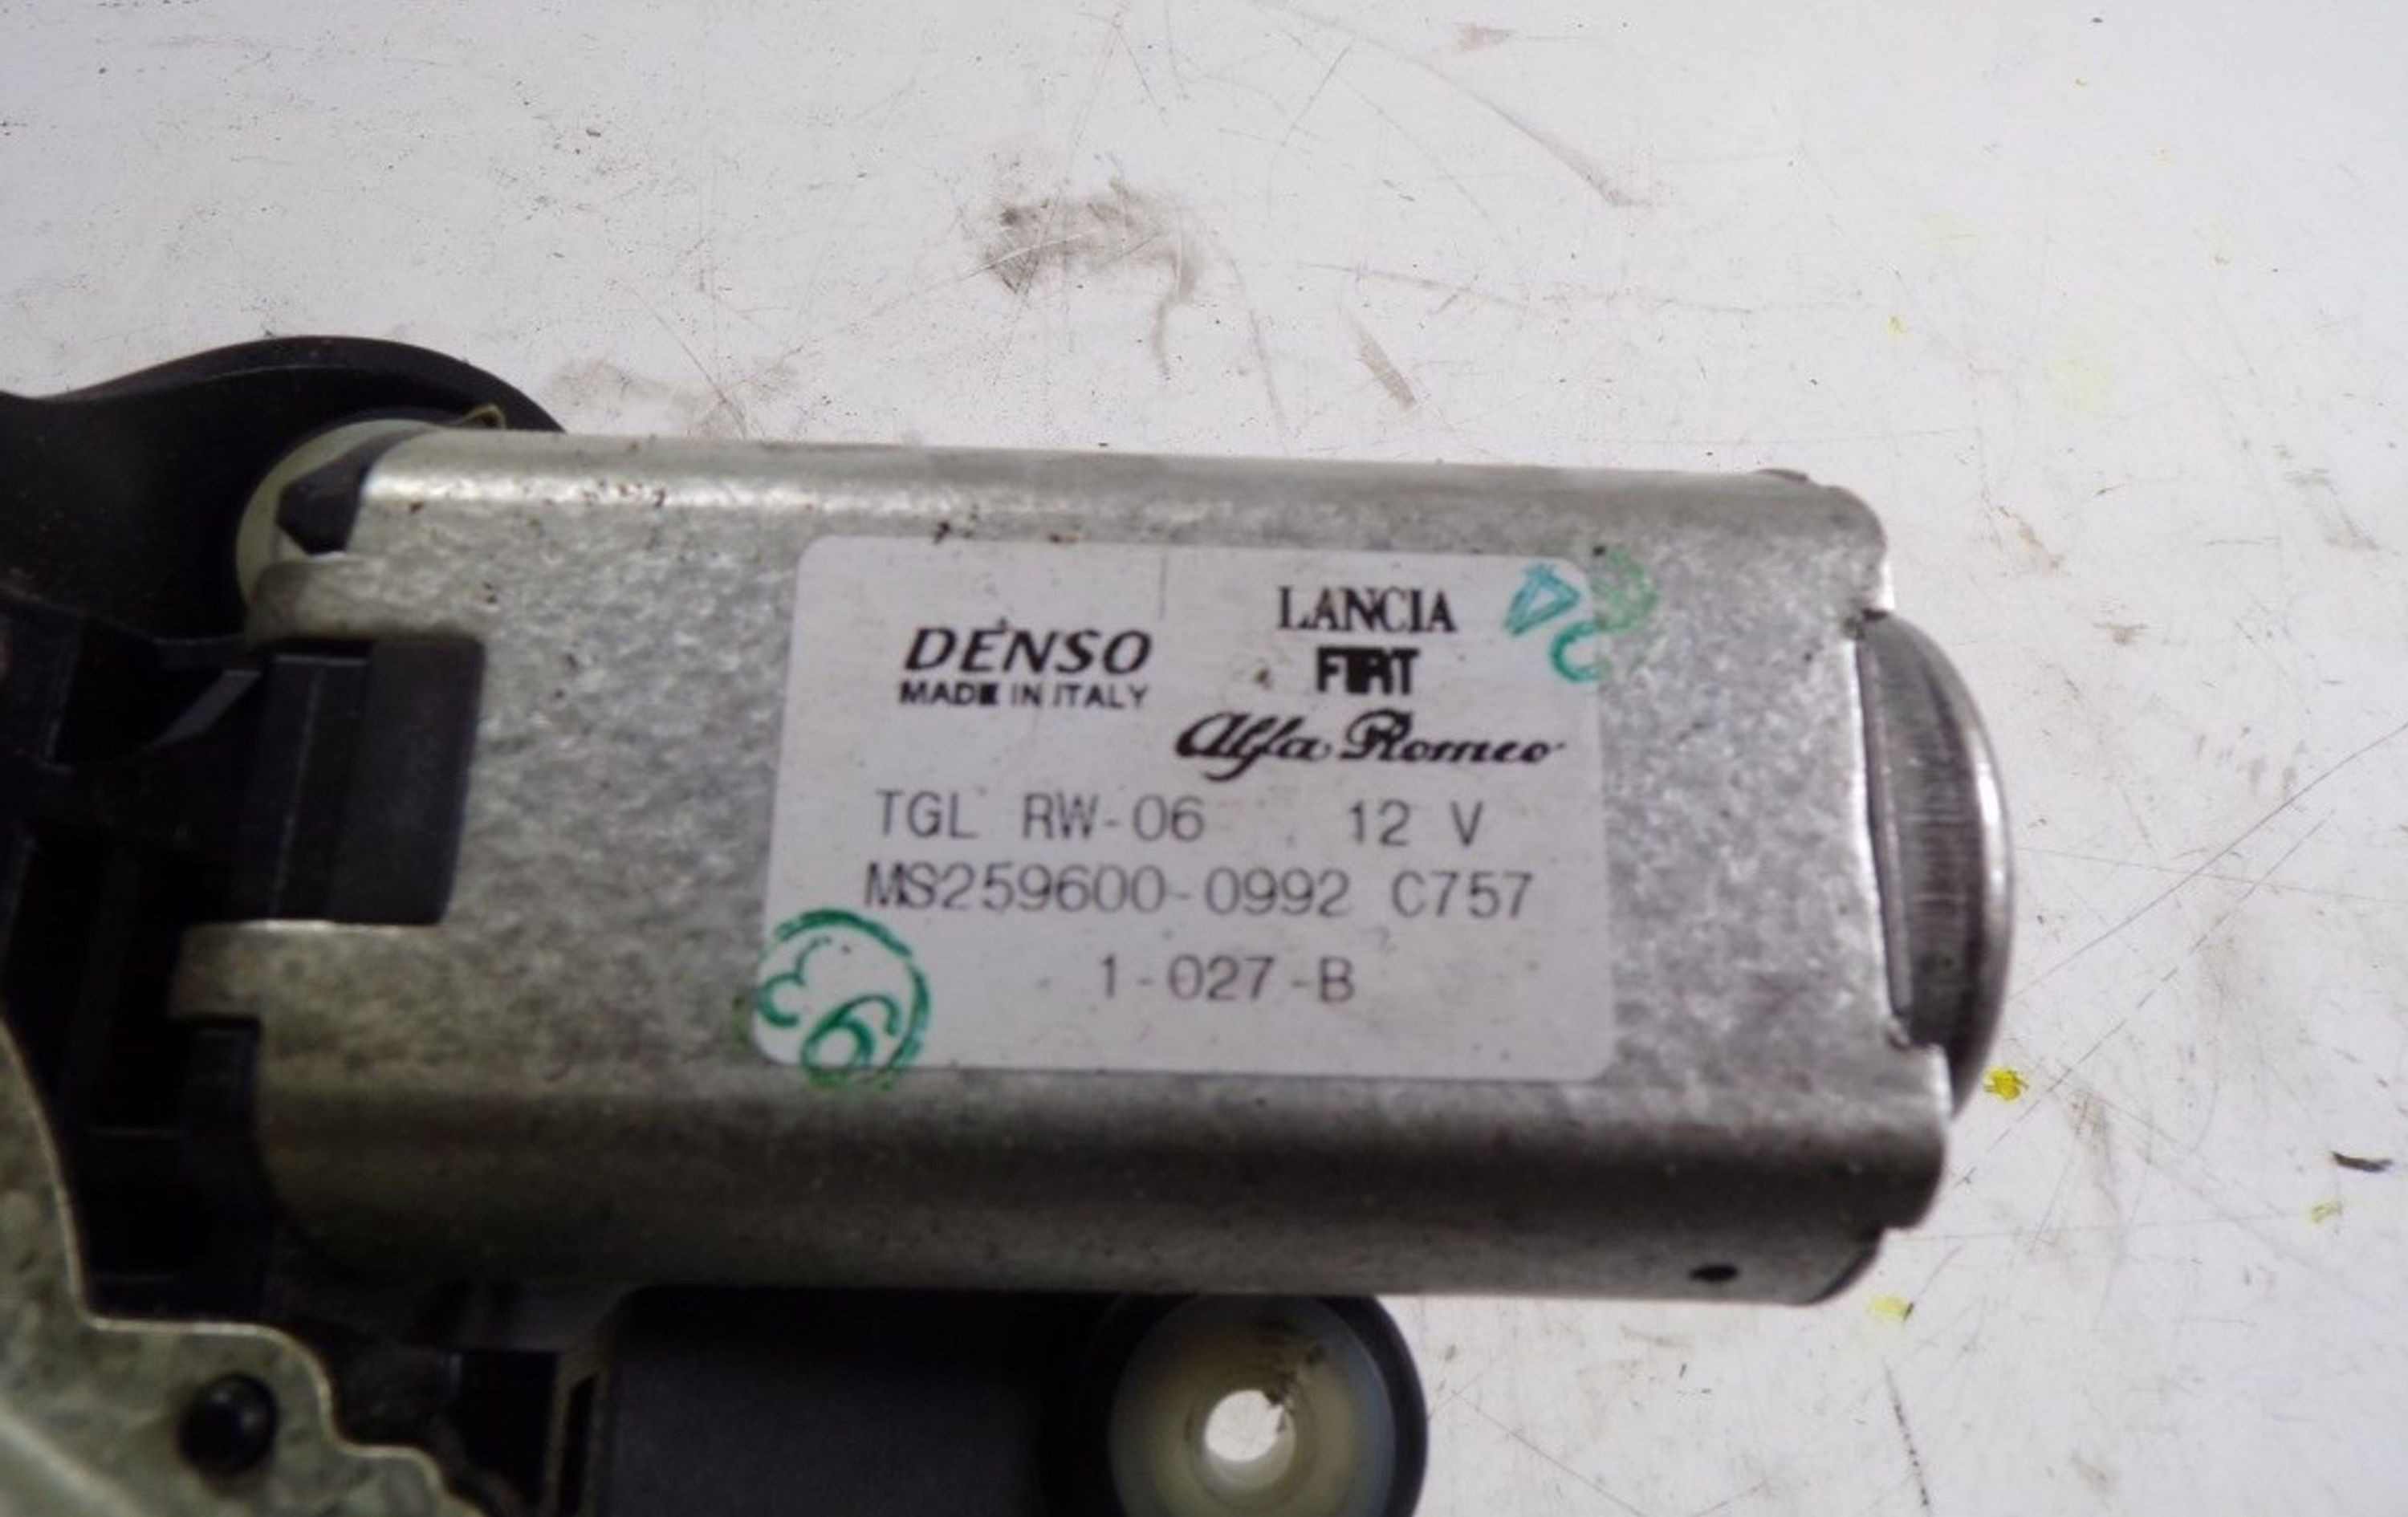 DENSO
MADE IN ITALY
LANCIA
FIAT
Alfa Romeo
TGL RW-06 12 V
MS259600-0992 C757
1-027-B